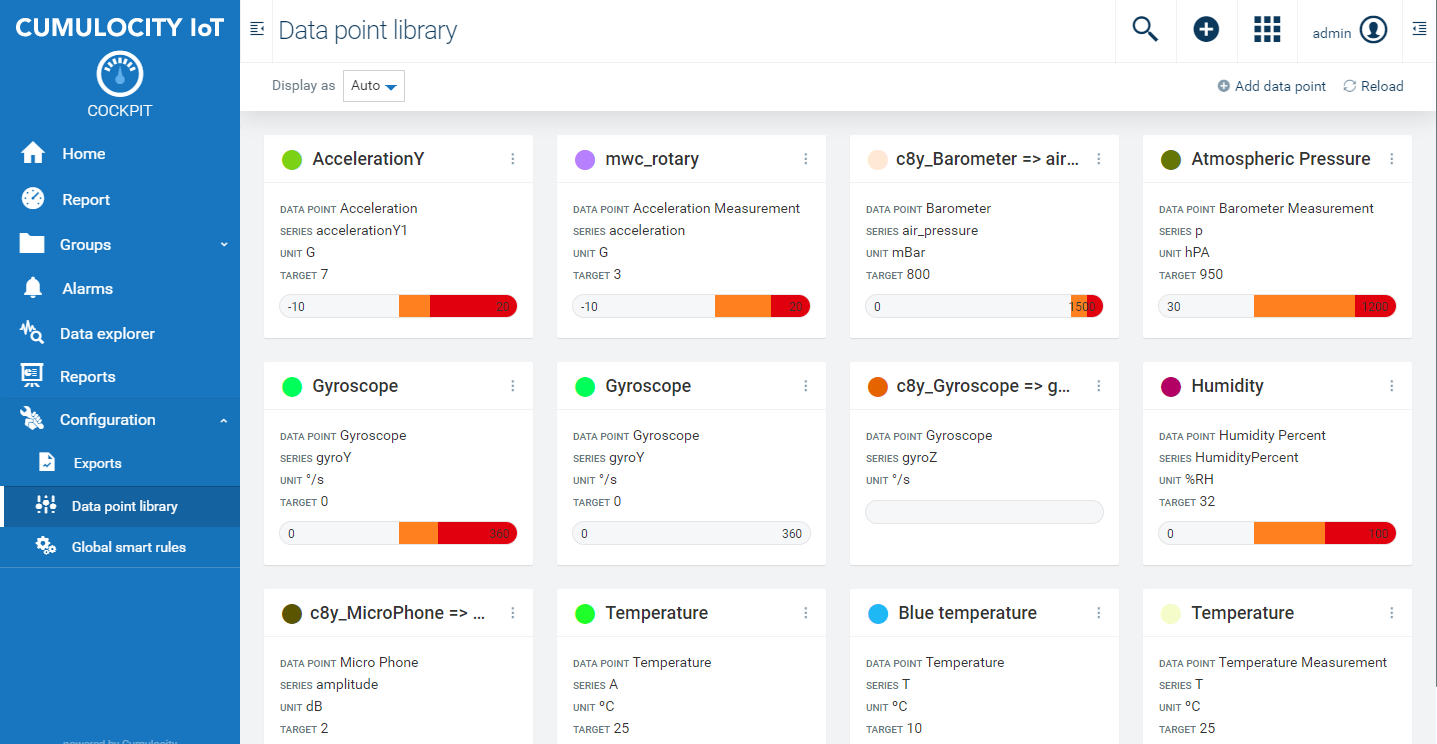 CUMULOCITY IoT
COCKPIT
Home
Report
Groups
Alarms
Data explorer
Reports
Configuration
Exports
Data point library
Global smart rules
powered by Cumulocity
Data point library
admin
Display as Auto
Add data point Reload
AccelerationY
DATA POINT Acceleration
SERIES accelerationY1
UNIT G
TARGET 7
-10 20
mwc_rotary
DATA POINT Acceleration Measurement
SERIES acceleration
UNIT G
TARGET 3
-10 20
c8y_Barometer => air...
DATA POINT Barometer
SERIES air_pressure
UNIT mBar
TARGET 800
0 1500
Atmospheric Pressure
DATA POINT Barometer Measurement
SERIES p
UNIT hPA
TARGET 950
30 1200
Gyroscope
DATA POINT Gyroscope
SERIES gyroY
UNIT °/s
TARGET 0
0 360
Gyroscope
DATA POINT Gyroscope
SERIES gyroY
UNIT °/s
TARGET 0
0 360
c8y_Gyroscope => g...
DATA POINT Gyroscope
SERIES gyroZ
UNIT °/s
Humidity
DATA POINT Humidity Percent
SERIES HumidityPercent
UNIT %RH
TARGET 32
0 100
c8y_MicroPhone => ...
DATA POINT Micro Phone
SERIES amplitude
UNIT dB
TARGET 2
Temperature
DATA POINT Temperature
SERIES A
UNIT ºC
TARGET 25
Blue temperature
DATA POINT Temperature
SERIES T
UNIT ºC
TARGET 10
Temperature
DATA POINT Temperature Measurement
SERIES T
UNIT ºC
TARGET 25